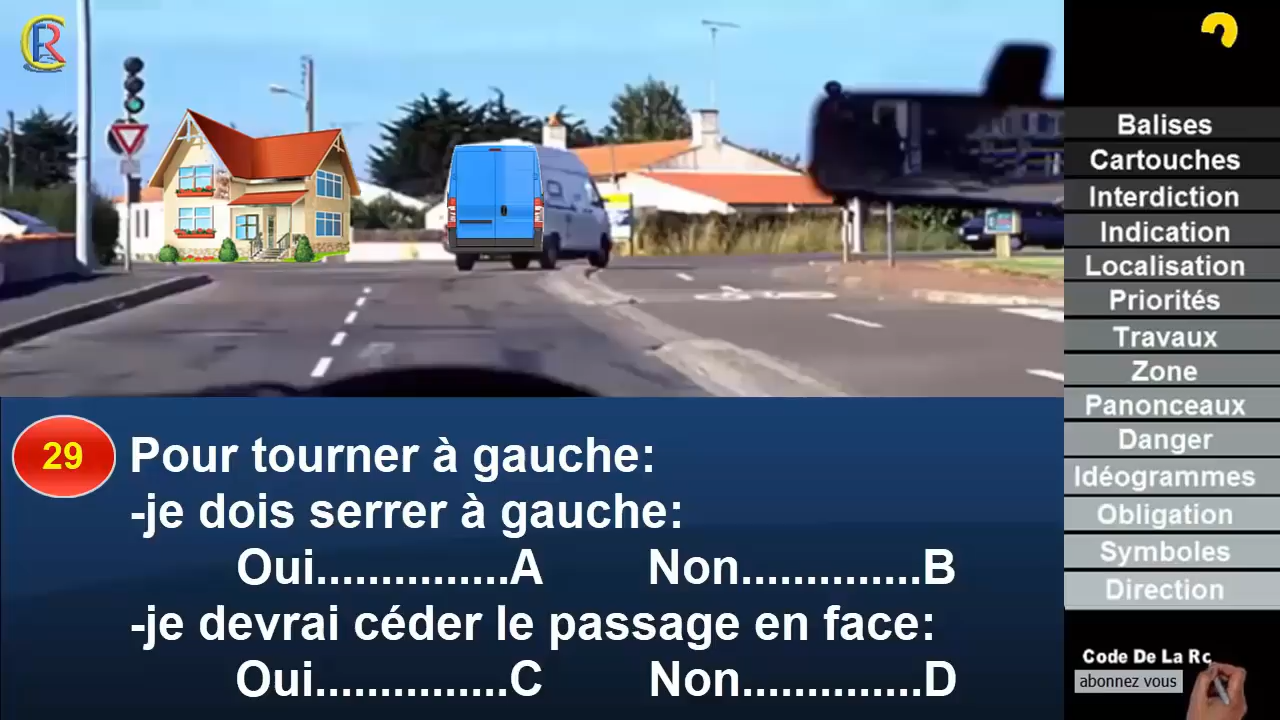 CFR
29
Pour tourner à gauche:
-je dois serrer à gauche:
Oui...............A Non..............B
-je devrai céder le passage en face:
Oui...............C Non..............D
Balises
Cartouches
Interdiction
Indication
Localisation
Priorités
Travaux
Zone
Panonceaux
Danger
Idéogrammes
Obligation
Symboles
Direction
Code De La Rc
abonnez vous